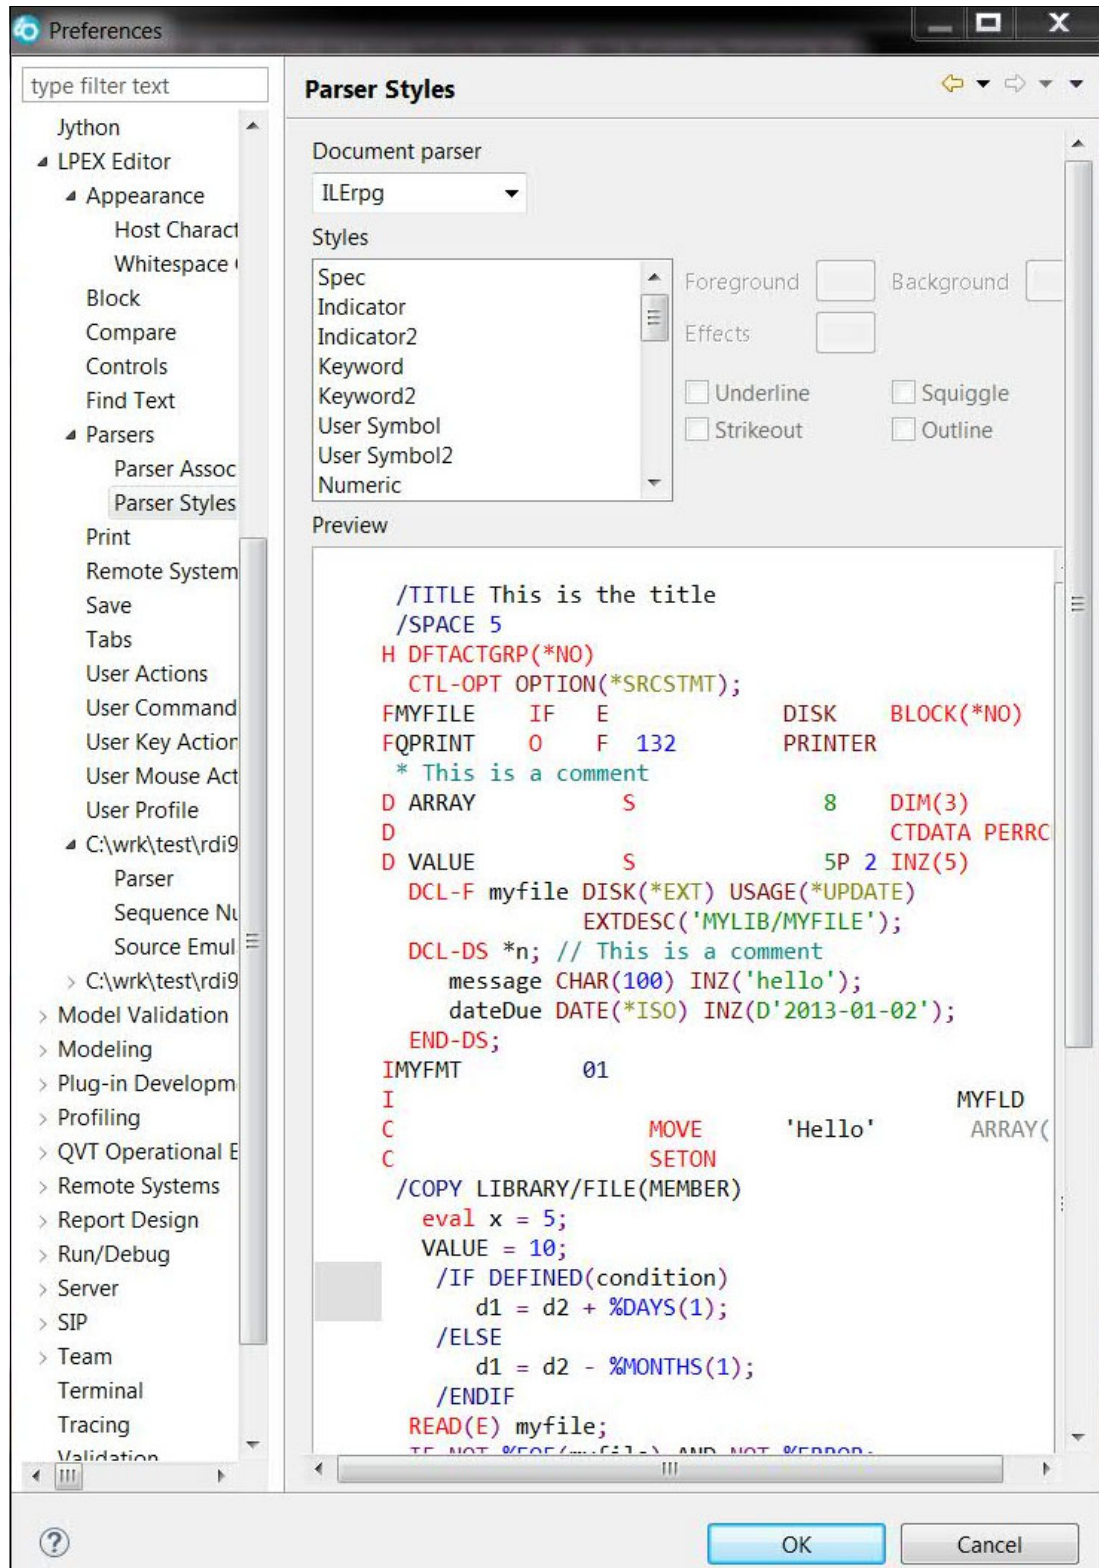 Preferences
type filter text
Jython
LPEX Editor
Appearance
Host Charact
Whitespace
Block
Compare
Controls
Find Text
Parsers
Parser Assoc
Parser Styles
Print
Remote System
Save
Tabs
User Actions
User Command
User Key Action
User Mouse Act
User Profile
C:\wrk\test\rdi9
Parser
Sequence Nu
Source Emul
C:\wrk\test\rdi9
Model Validation
Modeling
Plug-in Developm
Profiling
QVT Operational E
Remote Systems
Report Design
Run/Debug
Server
SIP
Team
Terminal
Tracing
Validation
Parser Styles
Document parser
ILErpg
Styles
Spec
Indicator
Indicator2
Keyword
Keyword2
User Symbol
User Symbol2
Numeric
Foreground Background
Effects
Underline Squiggle
Strikeout Outline
Preview
/TITLE This is the title
/SPACE 5
H DFTACTGRP(*NO)
CTL-OPT OPTION(*SRCSTMT);
FMYFILE IF E DISK BLOCK(*NO)
FQPRINT O F 132 PRINTER
* This is a comment
D ARRAY S 8 DIM(3)
D CTDATA PERRC
D VALUE S 5P 2 INZ(5)
DCL-F myfile DISK(*EXT) USAGE(*UPDATE)
EXTDESC('MYLIB/MYFILE');
DCL-DS *n; // This is a comment
message CHAR(100) INZ('hello');
dateDue DATE(*ISO) INZ(D'2013-01-02');
END-DS;
IMYFMT 01
I MYFLD
C MOVE 'Hello' ARRAY(
C SETON
/COPY LIBRARY/FILE(MEMBER)
eval x = 5;
VALUE = 10;
/IF DEFINED(condition)
d1 = d2 + %DAYS(1);
/ELSE
d1 = d2 - %MONTHS(1);
/ENDIF
READ(E) myfile;
IF NOT %EOF(myfile) AND NOT %ERROR;
? OK Cancel